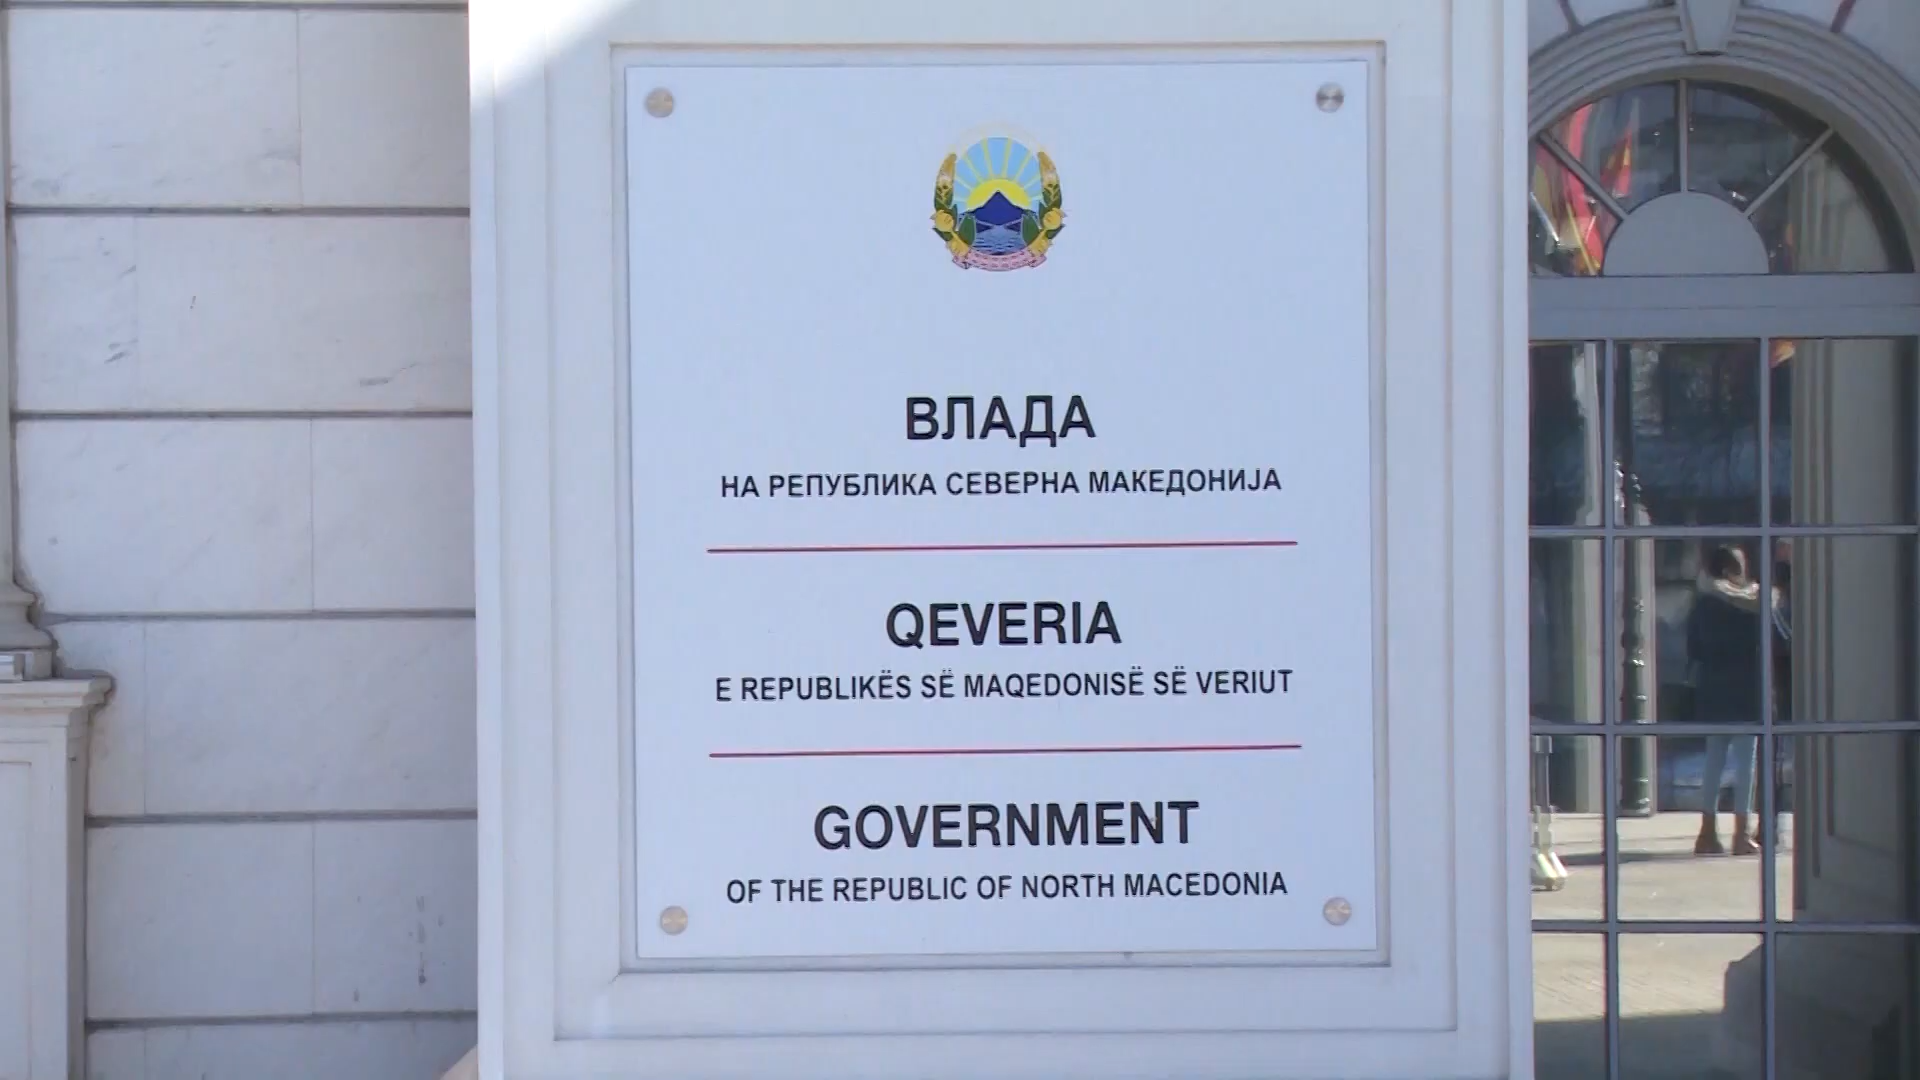 ВЛАДА
НА РЕПУБЛИКА СЕВЕРНА МАКЕДОНИЈА
QEVERIA
E REPUBLIKËS SË MAQEDONISË SË VERIUT
GOVERNMENT
OF THE REPUBLIC OF NORTH MACEDONIA